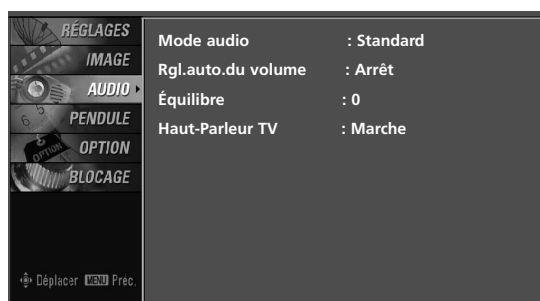 RÉGLAGES
IMAGE
AUDIO
PENDULE
OPTION
BLOCAGE
Déplacer MENU Préc.
Mode audio : Standard
Rgl.auto.du volume : Arrêt
Équilibre : 0
Haut-Parleur TV : Marche